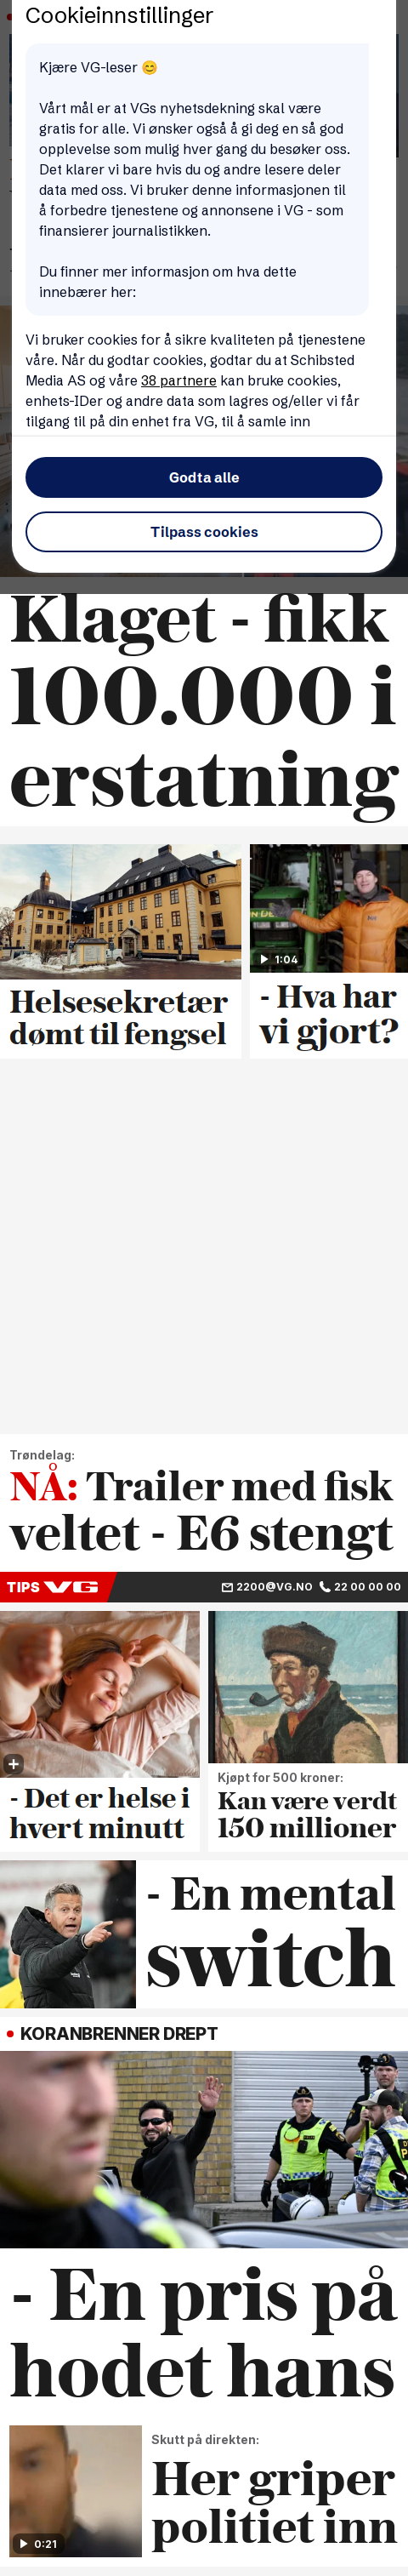 Cookieinnstillinger
Kjære VG-leser 😊
Vårt mål er at VGs nyhetsdekning skal være
gratis for alle. Vi ønsker også å gi deg en så god
opplevelse som mulig hver gang du besøker oss.
Det klarer vi bare hvis du og andre lesere deler
data med oss. Vi bruker denne informasjonen til
å forbedre tjenestene og annonsene i VG - som
finansierer journalistikken.
Du finner mer informasjon om hva dette
innebærer her:
Vi bruker cookies for å sikre kvaliteten på tjenestene
våre. Når du godtar cookies, godtar du at Schibsted
Media AS og våre 38 partnere kan bruke cookies,
enhets-IDer og andre data som lagres og/eller vi får
tilgang til på din enhet fra VG, til å samle inn
Godta alle
Tilpass cookies
Klaget - fikk
100.000 i
erstatning
1:04
Helsesekretær
dømt til fengsel
- Hva har
vi gjort?
Trøndelag:
NÅ: Trailer med fisk
veltet - E6 stengt
TIPS VG 2200@VG.NO 22 00 00 00
- Det er helse i
hvert minutt
Kjøpt for 500 kroner:
Kan være verdt
150 millioner
- En mental
switch
KORANBRENNER DREPT
- En pris på
hodet hans
Skutt på direkten:
Her griper
politiet inn
0:21